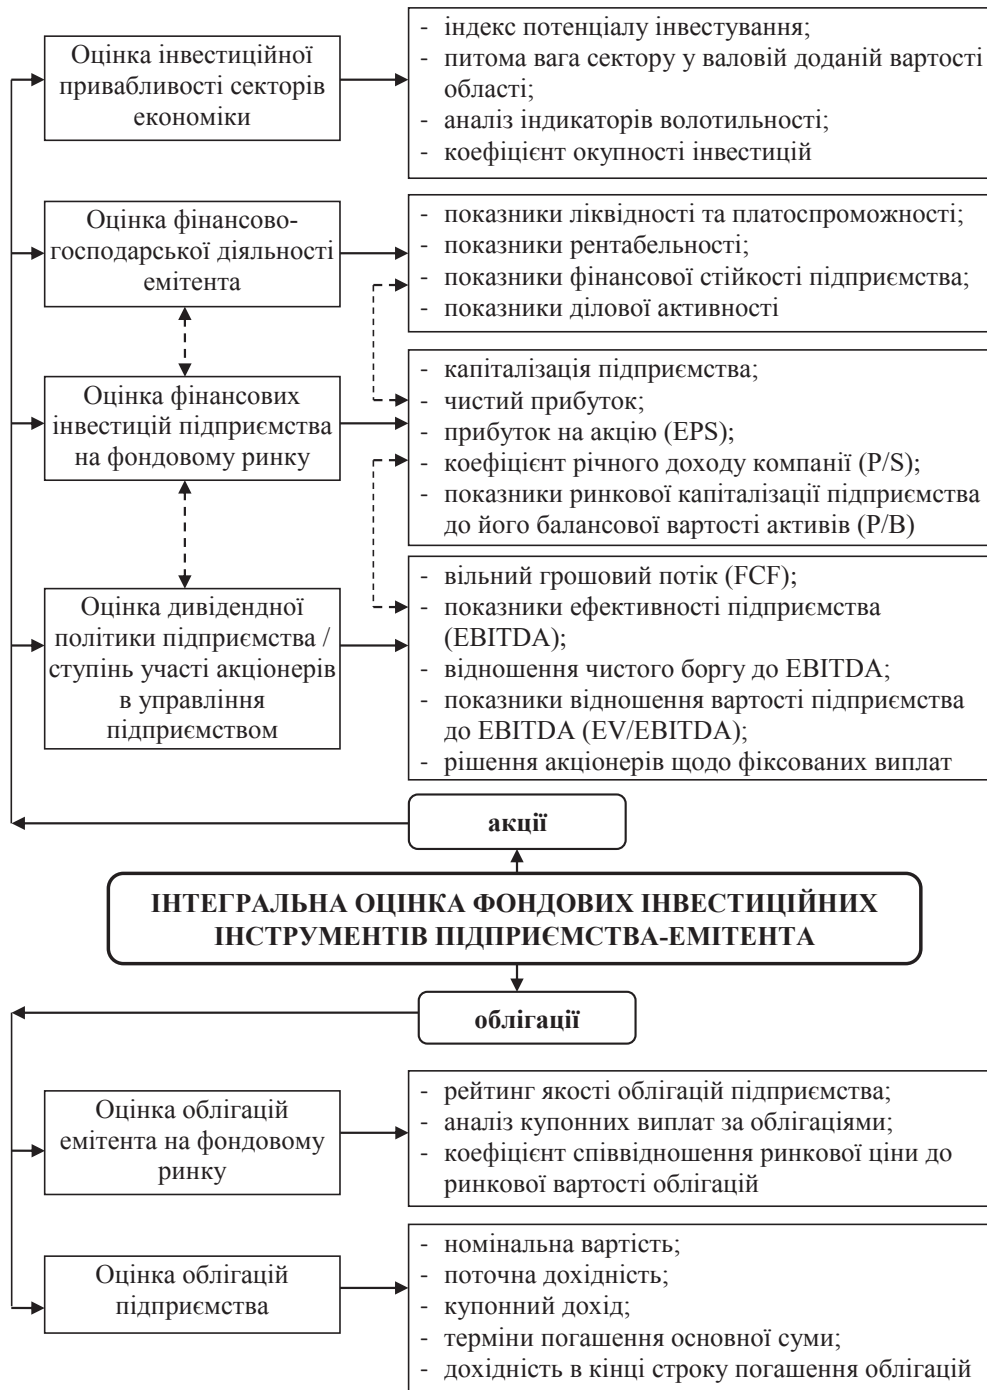 Оцінка інвестиційної
привабливості секторів
економіки
- індекс потенціалу інвестування;
- питома вага сектору у валовій доданій вартості
області;
- аналіз індикаторів волотильності;
- коефіцієнт окупності інвестицій
Оцінка фінансово-
господарської діяльності
емітента
- показники ліквідності та платоспроможності;
- показники рентабельності;
- показники фінансової стійкості підприємства;
- показники ділової активності
Оцінка фінансових
інвестицій підприємства
на фондовому ринку
- капіталізація підприємства;
- чистий прибуток;
- прибуток на акцію (EPS);
- коефіцієнт річного доходу компанії (P/S);
- показники ринкової капіталізації підприємства
до його балансової вартості активів (P/B)
Оцінка дивідендної
політики підприємства /
ступінь участі акціонерів
в управління
підприємством
- вільний грошовий потік (FCF);
- показники ефективності підприємства
(EBITDA);
- відношення чистого боргу до EBITDA;
- показники відношення вартості підприємства
до EBITDA (EV/EBITDA);
- рішення акціонерів щодо фіксованих виплат
акції
ІНТЕГРАЛЬНА ОЦІНКА ФОНДОВИХ ІНВЕСТИЦІЙНИХ
ІНСТРУМЕНТІВ ПІДПРИЄМСТВА-ЕМІТЕНТА
облігації
Оцінка облігацій
емітента на фондовому
ринку
- рейтинг якості облігацій підприємства;
- аналіз купонних виплат за облігаціями;
- коефіцієнт співвідношення ринкової ціни до
ринкової вартості облігацій
Оцінка облігацій
підприємства
- номінальна вартість;
- поточна дохідність;
- купонний дохід;
- терміни погашення основної суми;
- дохідність в кінці строку погашення облігацій